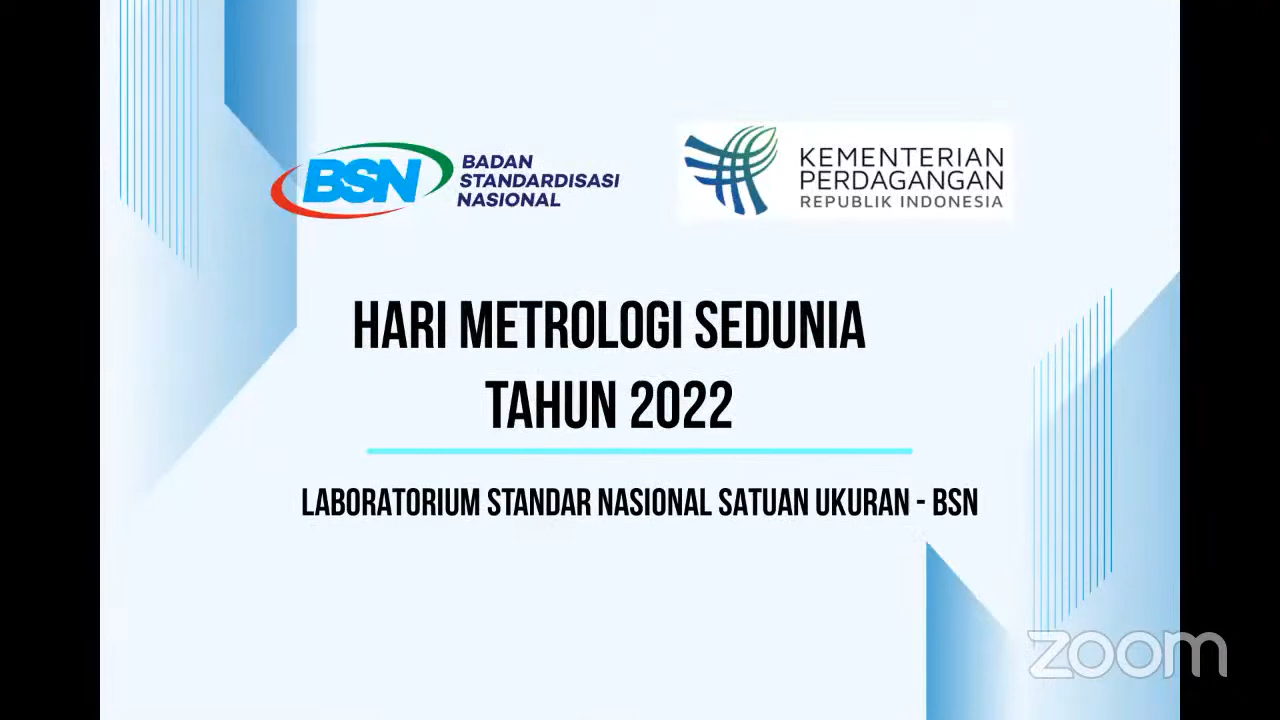 BSN
BADAN
STANDARDISASI
NASIONAL
KEMENTERIAN
PERDAGANGAN
REPUBLIK INDONESIA
HARI METROLOGI SEDUNIA
TAHUN 2022
LABORATORIUM STANDAR NASIONAL SATUAN UKURAN - BSN
zoom